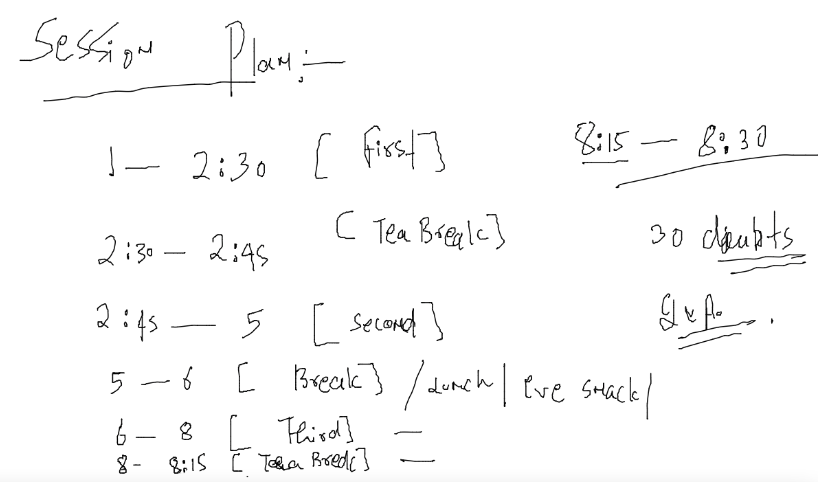 Session Plan:—
1 — 2:30 [ First ]
2:30 — 2:45 [ Tea Break ]
2:45 — 5 [ Second ]
5 — 6 [ Break ] / Lunch | Eve snack /
6 — 8 [ Third ] —
8 - 8:15 [ Tea Break ] —
8:15 — 8:30
30 doubts